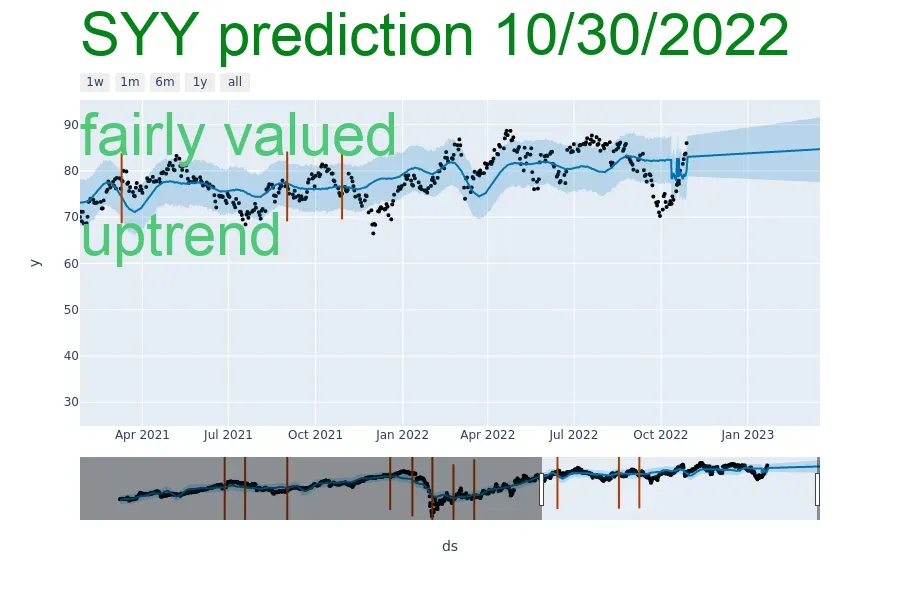 SYY prediction 10/30/2022
1w 1m 6m 1y all
fairly valued
uptrend
90
80
70
60
50
40
30
y
Apr 2021 Jul 2021 Oct 2021 Jan 2022 Apr 2022 Jul 2022 Oct 2022 Jan 2023
ds